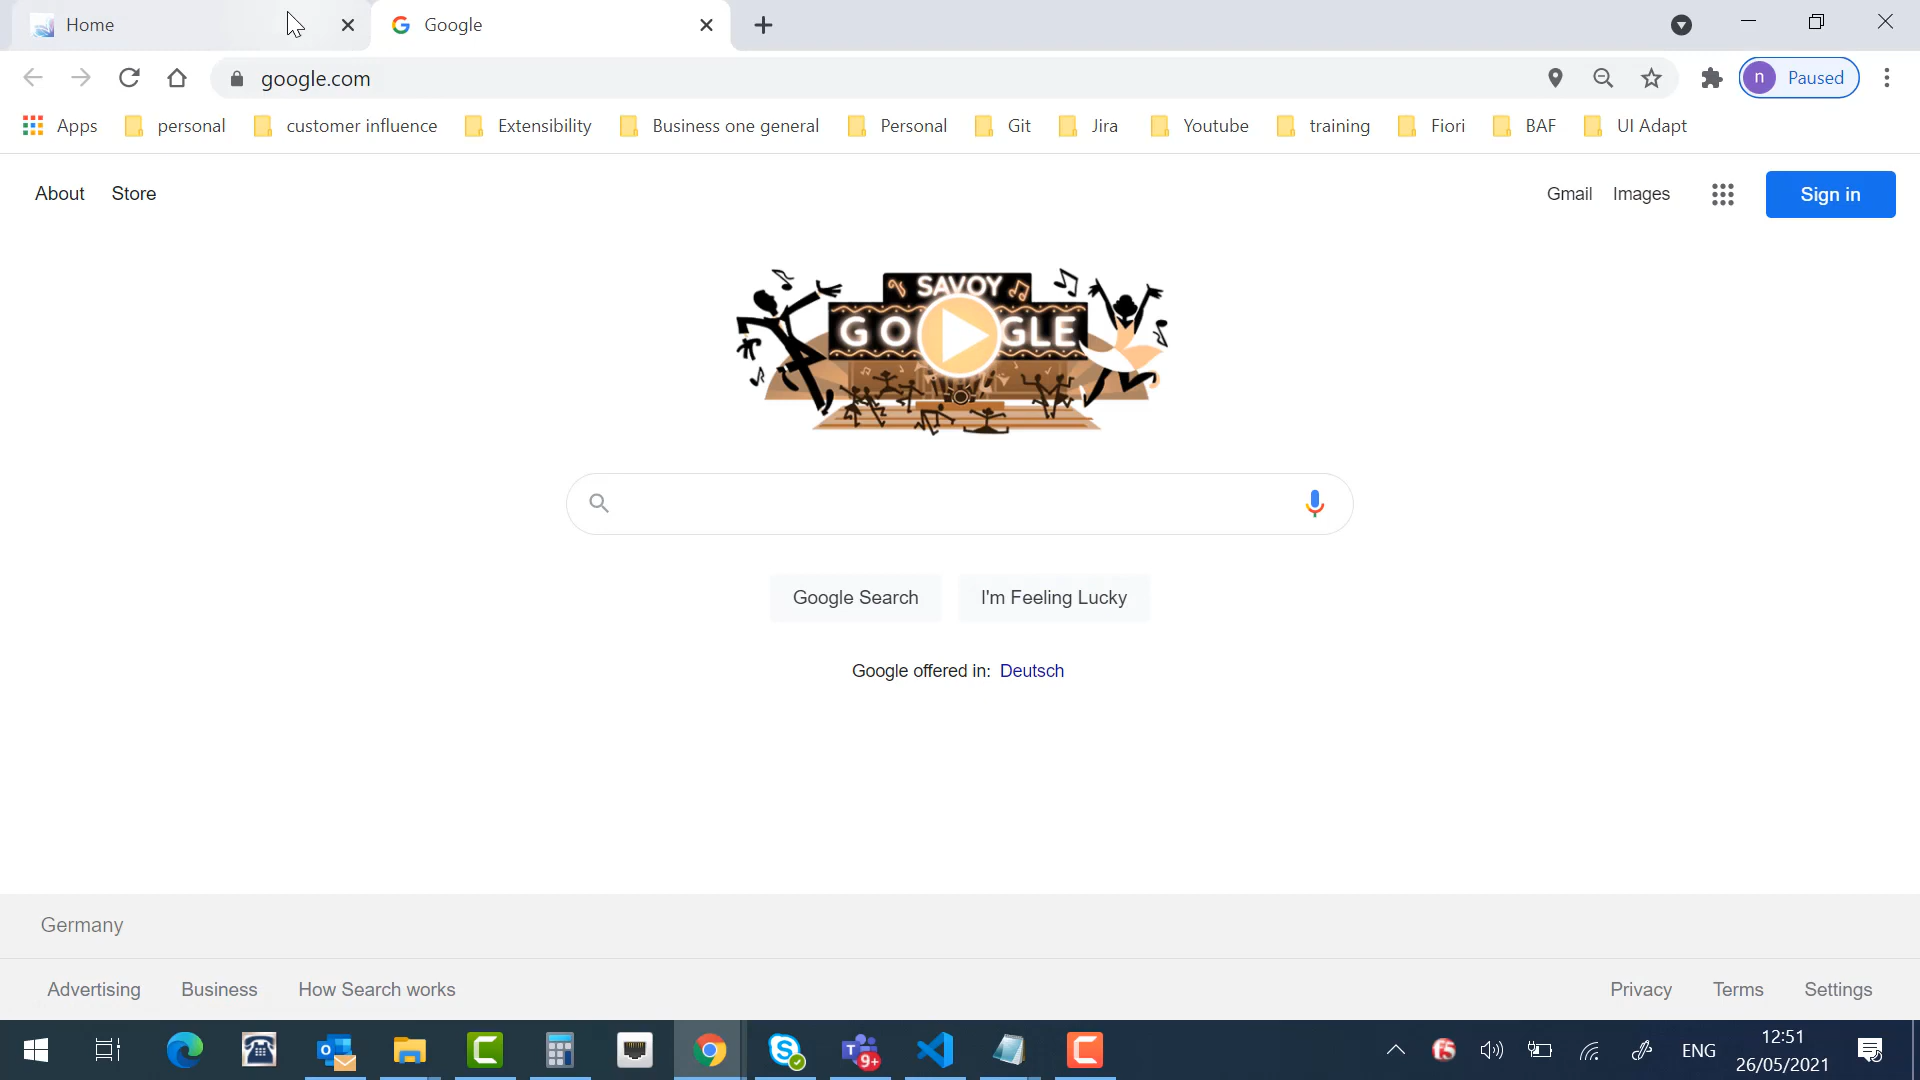 Home
Google
google.com
n
Paused
Apps
personal
customer influence
Extensibility
Business one general
Personal
Git
Jira
Youtube
training
Fiori
BAF
UI Adapt
About
Store
Gmail
Images
Sign in
SAVOY
GO GLE
Google Search
I'm Feeling Lucky
Google offered in: Deutsch
Germany
Advertising
Business
How Search works
Privacy
Terms
Settings
9+
ENG
12:51
26/05/2021